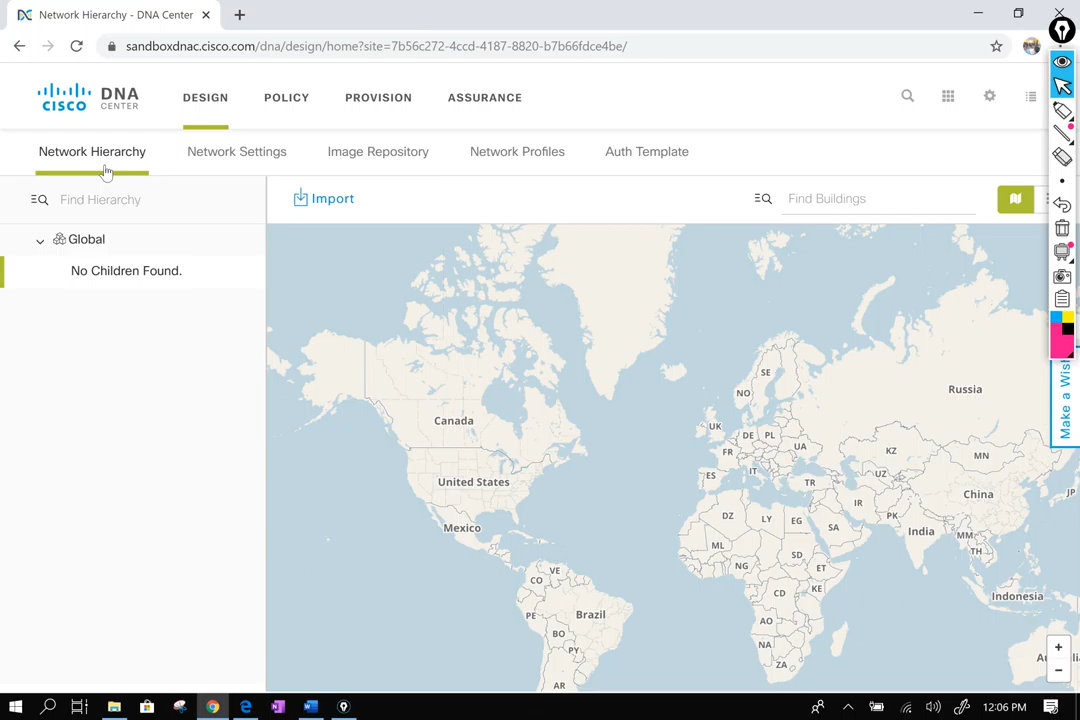 Network Hierarchy - DNA Center
sandboxdnac.cisco.com/dna/design/home?site=7b56c272-4ccd-4187-8820-b7b66fdce4be/
CISCO DNA CENTER
DESIGN POLICY PROVISION ASSURANCE
Network Hierarchy Network Settings Image Repository Network Profiles Auth Template
Find Hierarchy Import Find Buildings
Global
No Children Found.
SE
NO
Russia
Canada
UK DE PL
FR UA KZ MN
ES IT TR UZ
United States
JP
China
DZ LY EG SA IR PK
Mexico
India
ML SD MM TH
NG ET
VE
CO
CD KE
Indonesia
PE Brazil
AO
BO
NA
PY
ZA
AR
Make a Wish
+
-
12:06 PM